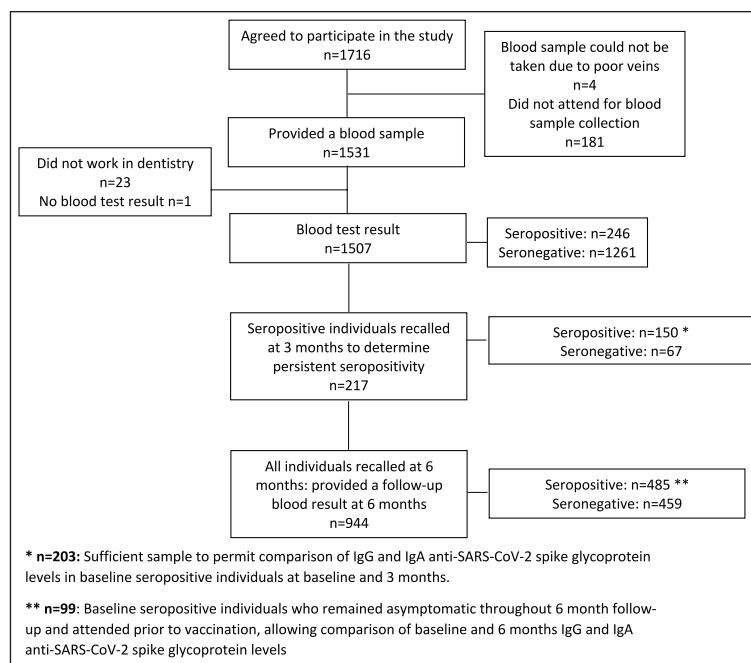 Agreed to participate in the study
n=1716
Blood sample could not be
taken due to poor veins
n=4
Did not attend for blood
sample collection
n=181
Provided a blood sample
n=1531
Did not work in dentistry
n=23
No blood test result n=1
Blood test result
n=1507
Seropositive: n=246
Seronegative: n=1261
Seropositive individuals recalled
at 3 months to determine
persistent seropositivity
n=217
Seropositive: n=150 *
Seronegative: n=67
All individuals recalled at 6
months: provided a follow-up
blood result at 6 months
n=944
Seropositive: n=485 **
Seronegative: n=459
* n=203: Sufficient sample to permit comparison of IgG and IgA anti-SARS-CoV-2 spike glycoprotein
levels in baseline seropositive individuals at baseline and 3 months.
** n=99: Baseline seropositive individuals who remained asymptomatic throughout 6 month follow-
up and attended prior to vaccination, allowing comparison of baseline and 6 months IgG and IgA
anti-SARS-CoV-2 spike glycoprotein levels